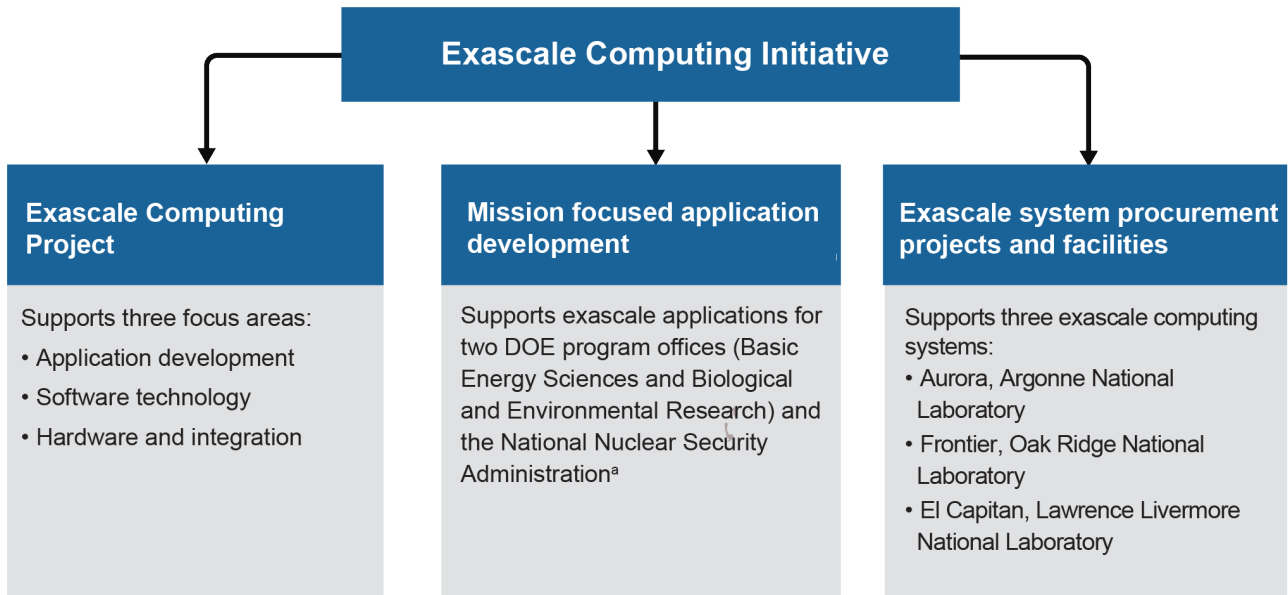 Exascale Computing Initiative
Exascale Computing
Project
Supports three focus areas:
• Application development
• Software technology
• Hardware and integration
Mission focused application
development
Supports exascale applications for
two DOE program offices (Basic
Energy Sciences and Biological
and Environmental Research) and
the National Nuclear Security
Administrationᵃ
Exascale system procurement
projects and facilities
Supports three exascale computing
systems:
• Aurora, Argonne National
Laboratory
• Frontier, Oak Ridge National
Laboratory
• El Capitan, Lawrence Livermore
National Laboratory